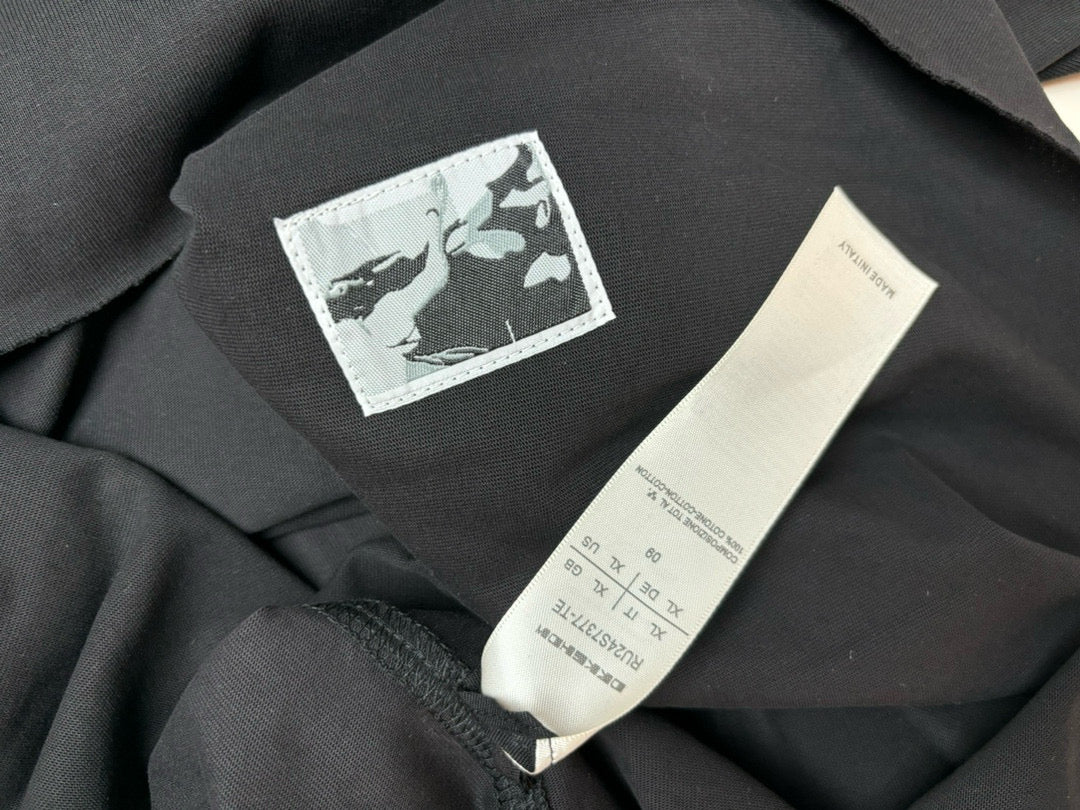 DRKSHDW
RU24S7377-TE
XL IT XL GB
XL DE XL US
09
COMPOSIZIONE TOTAL %:
100% COTONE-COTTON-COTTON
MADE IN ITALY